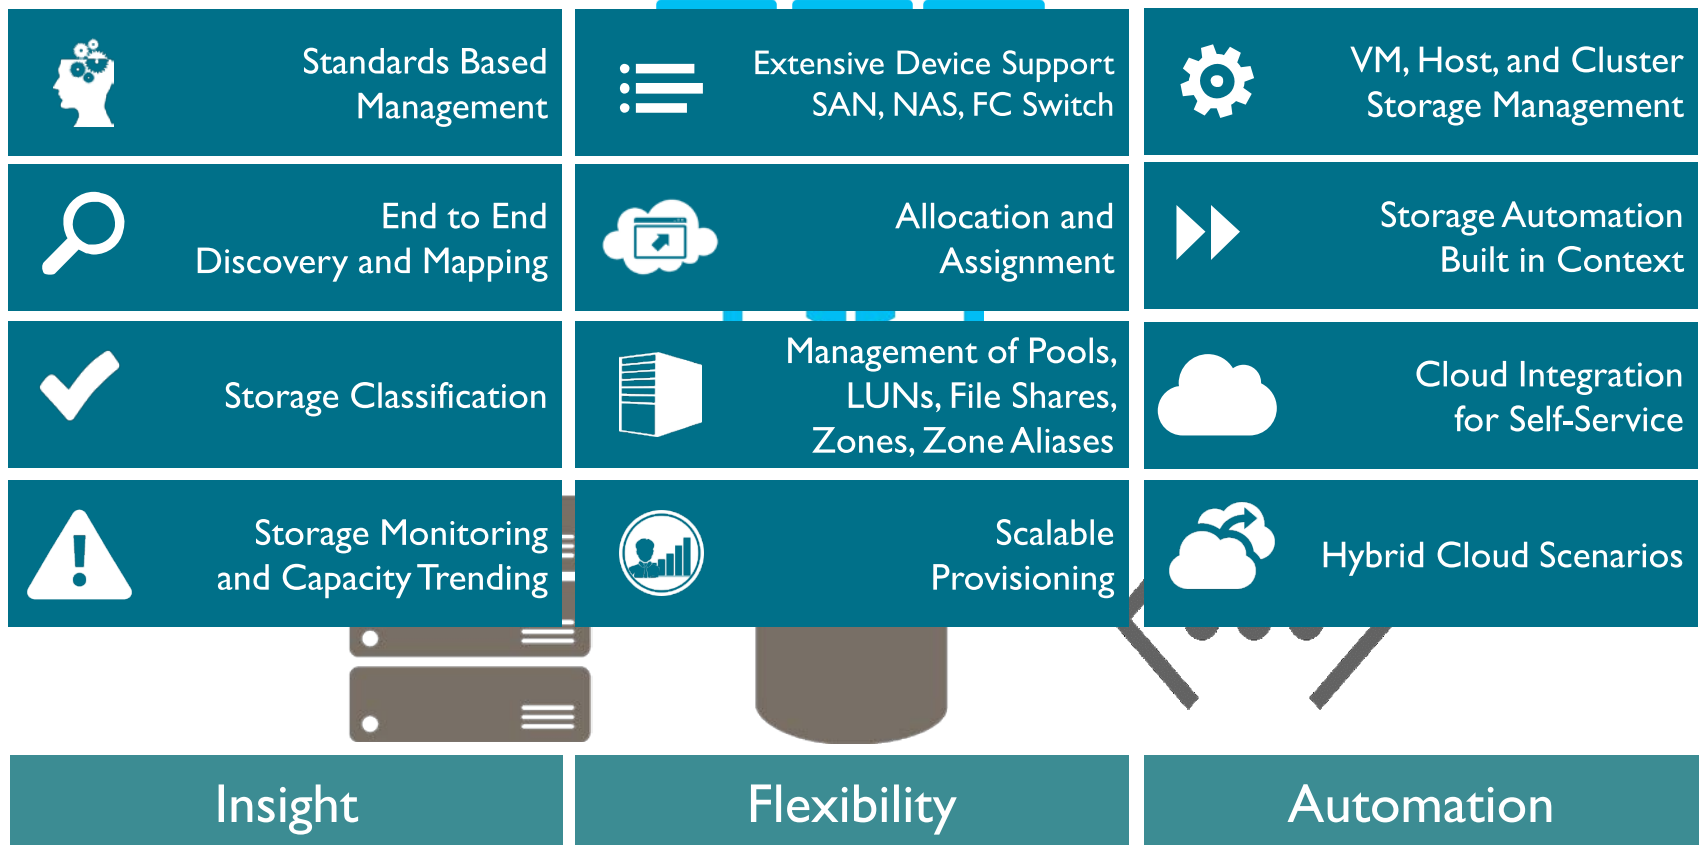 Standards Based
Management
Extensive Device Support
SAN, NAS, FC Switch
VM, Host, and Cluster
Storage Management
End to End
Discovery and Mapping
Allocation and
Assignment
Storage Automation
Built in Context
Storage Classification
Management of Pools,
LUNs, File Shares,
Zones, Zone Aliases
Cloud Integration
for Self-Service
Storage Monitoring
and Capacity Trending
Scalable
Provisioning
Hybrid Cloud Scenarios
Insight
Flexibility
Automation